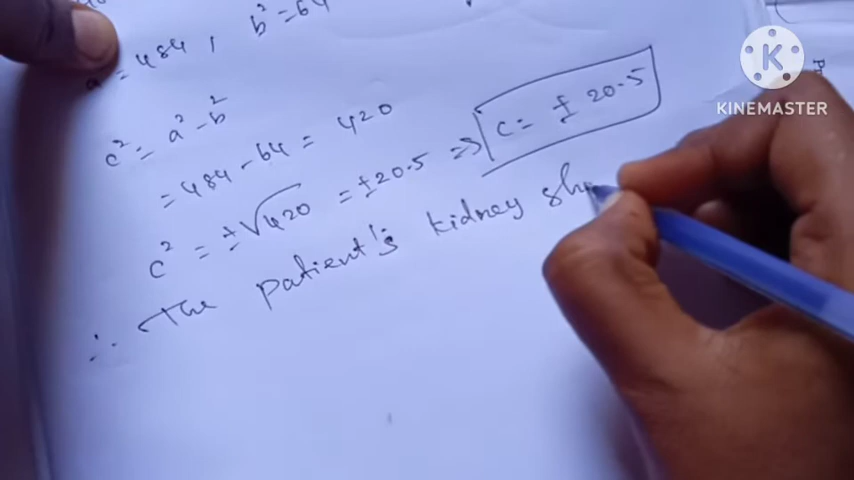 a² = 484 , b² = 64
c² = a² - b²
= 484 - 64 = 420
c² = ±√420 = ±20.5 => c = ± 20.5
∴ The patient's kidney sh
KINEMASTER